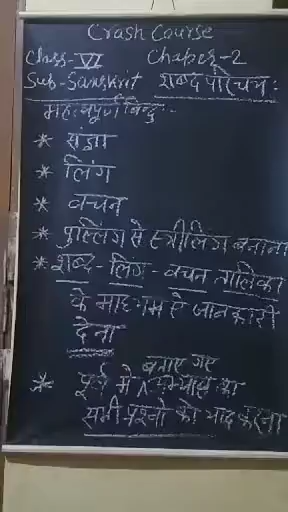 Crash Course
Class-VI Chapter-2
Sub-Sanskrit शब्द परिचय:
महत्वपूर्ण बिन्दु:-
* संज्ञा
* लिंग
* वचन
* पुल्लिंग से स्त्रीलिंग बनाना
* शब्द-लिंग-वचन तालिका
के माध्यम से जानकारी
देना
बताए गए
* पूर्व में ^ अभ्यास का
सभी प्रश्नो को याद करना